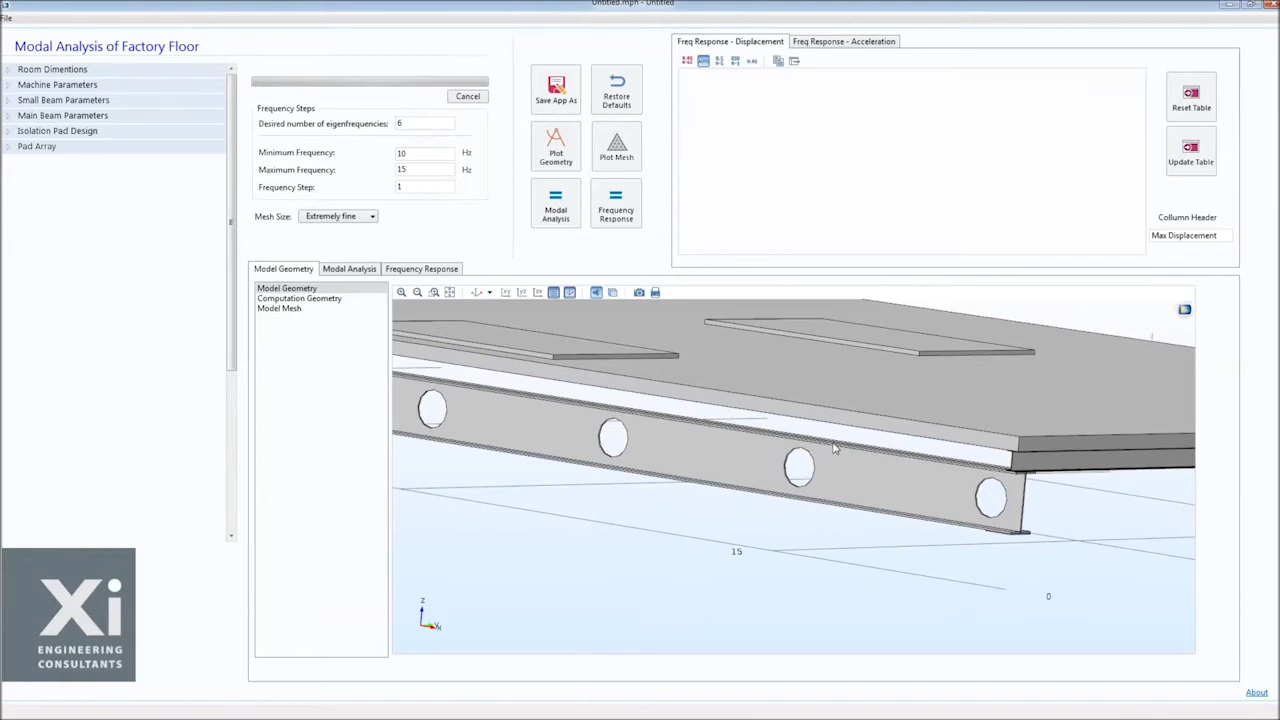 Untitled.mph - Untitled
File
Modal Analysis of Factory Floor
Room Dimentions
Machine Parameters
Small Beam Parameters
Main Beam Parameters
Isolation Pad Design
Pad Array
Cancel
Frequency Steps
Desired number of eigenfrequencies: 6
Minimum Frequency: 10 Hz
Maximum Frequency: 15 Hz
Frequency Step: 1
Mesh Size: Extremely fine
Save App As
Restore
Defaults
Plot
Geometry
Plot Mesh
Modal
Analysis
Frequency
Response
Freq Response - Displacement
Freq Response - Acceleration
Reset Table
Update Table
Collumn Header
Max Displacement
Model Geometry
Modal Analysis
Frequency Response
Model Geometry
Computation Geometry
Model Mesh
15
0
z
Xi
ENGINEERING
CONSULTANTS
About